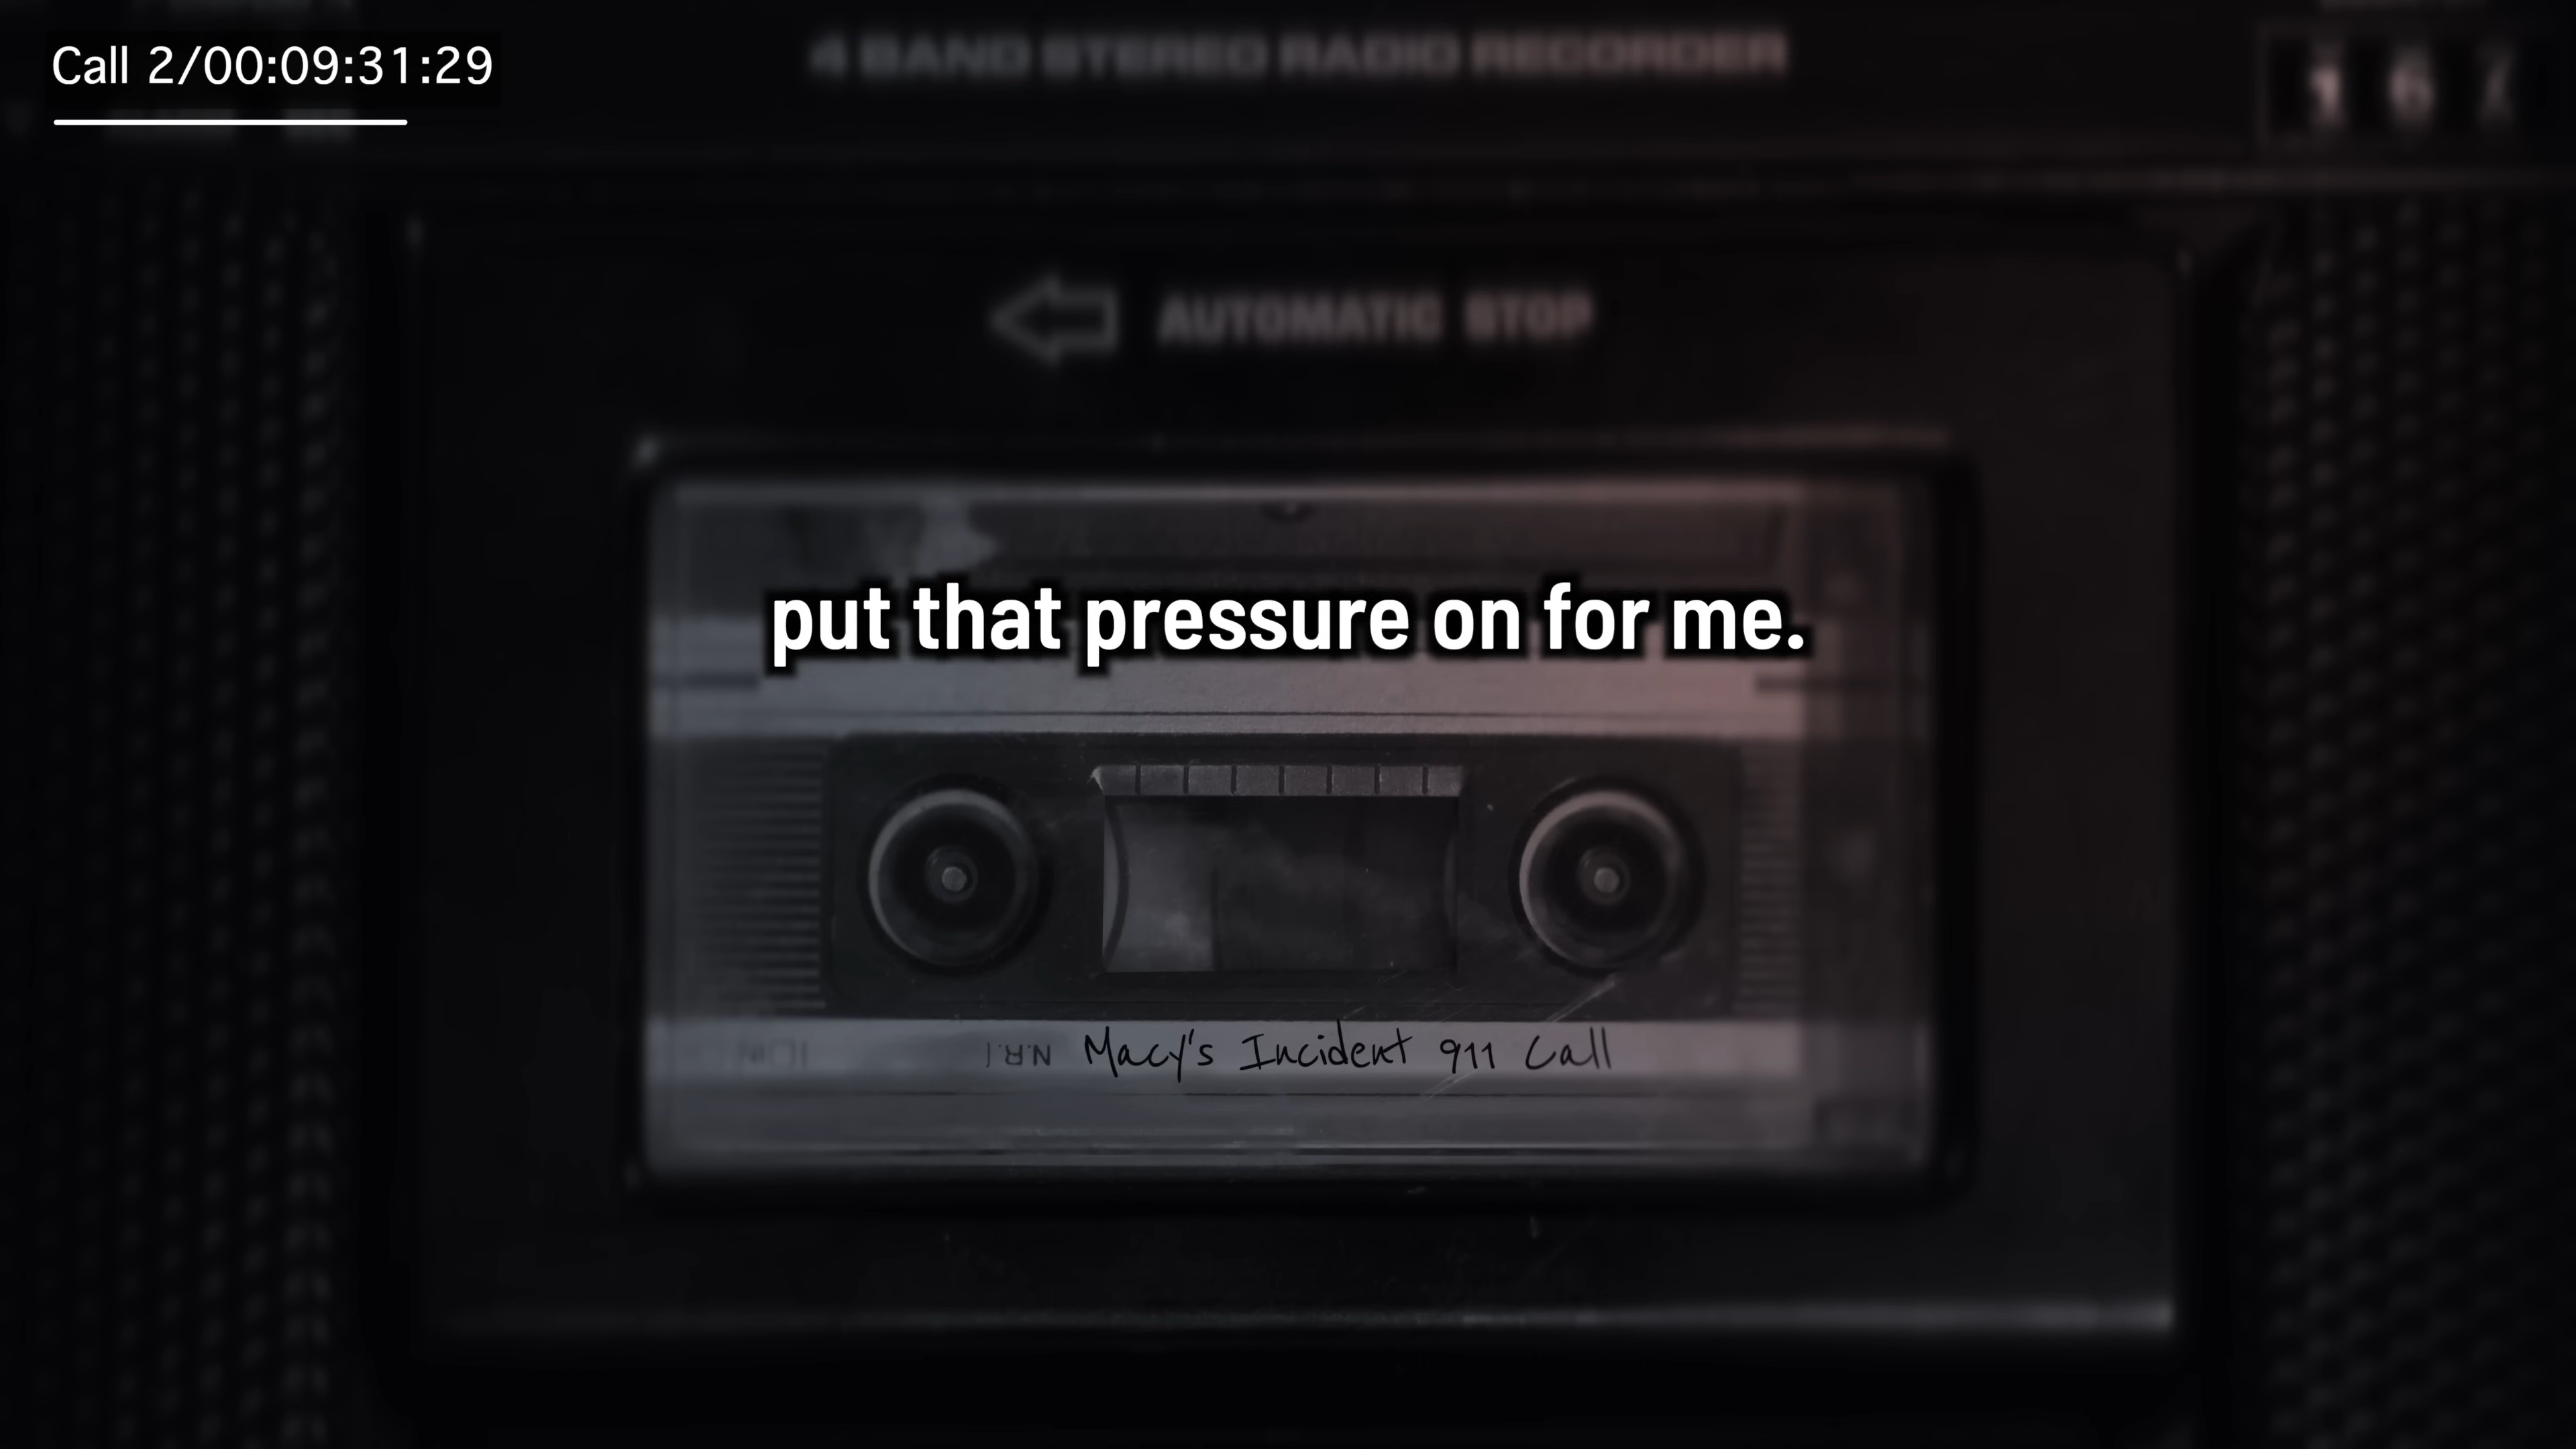 Call 2/00:09:31:29
4 BAND STEREO RADIO RECORDER
AUTOMATIC STOP
put that pressure on for me.
Macy's Incident 911 Call